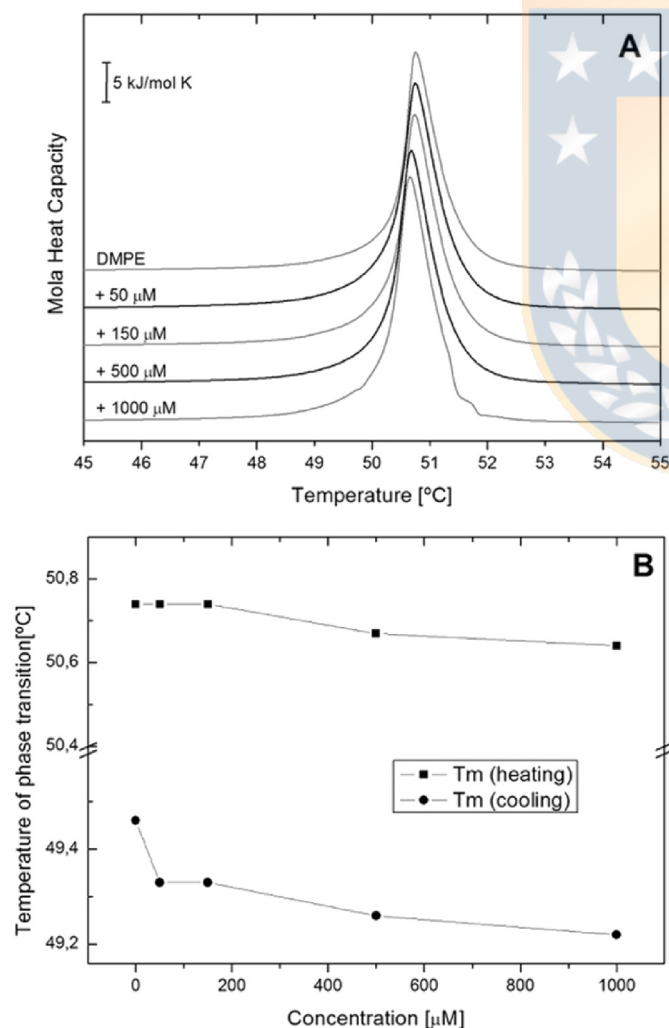 A
5 kJ/mol K
Mola Heat Capacity
DMPE
+ 50 µM
+ 150 µM
+ 500 µM
+ 1000 µM
45 46 47 48 49 50 51 52 53 54 55
Temperature [ºC]
B
50,8
50,6
50,4
49,4
49,2
Temperature of phase transition[ºC]
Tm (heating)
Tm (cooling)
0 200 400 600 800 1000
Concentration [µM]